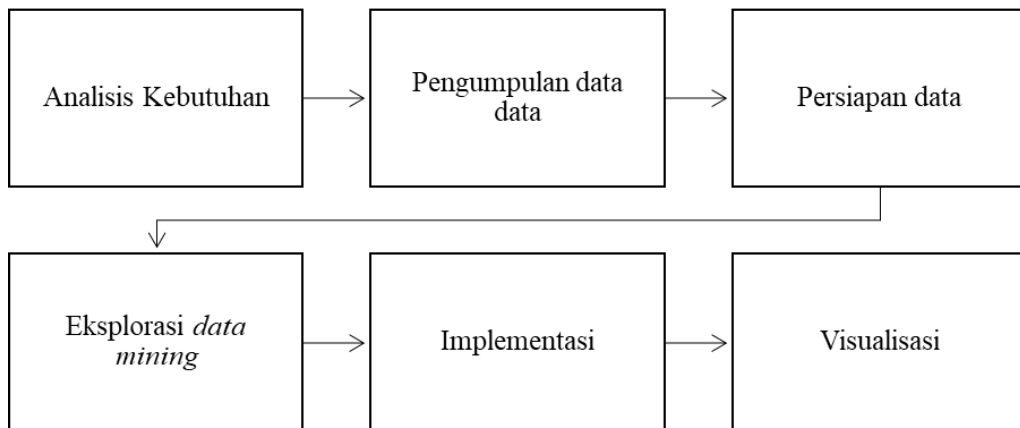 Analisis Kebutuhan
Pengumpulan data
data
Persiapan data
Eksplorasi data
mining
Implementasi
Visualisasi